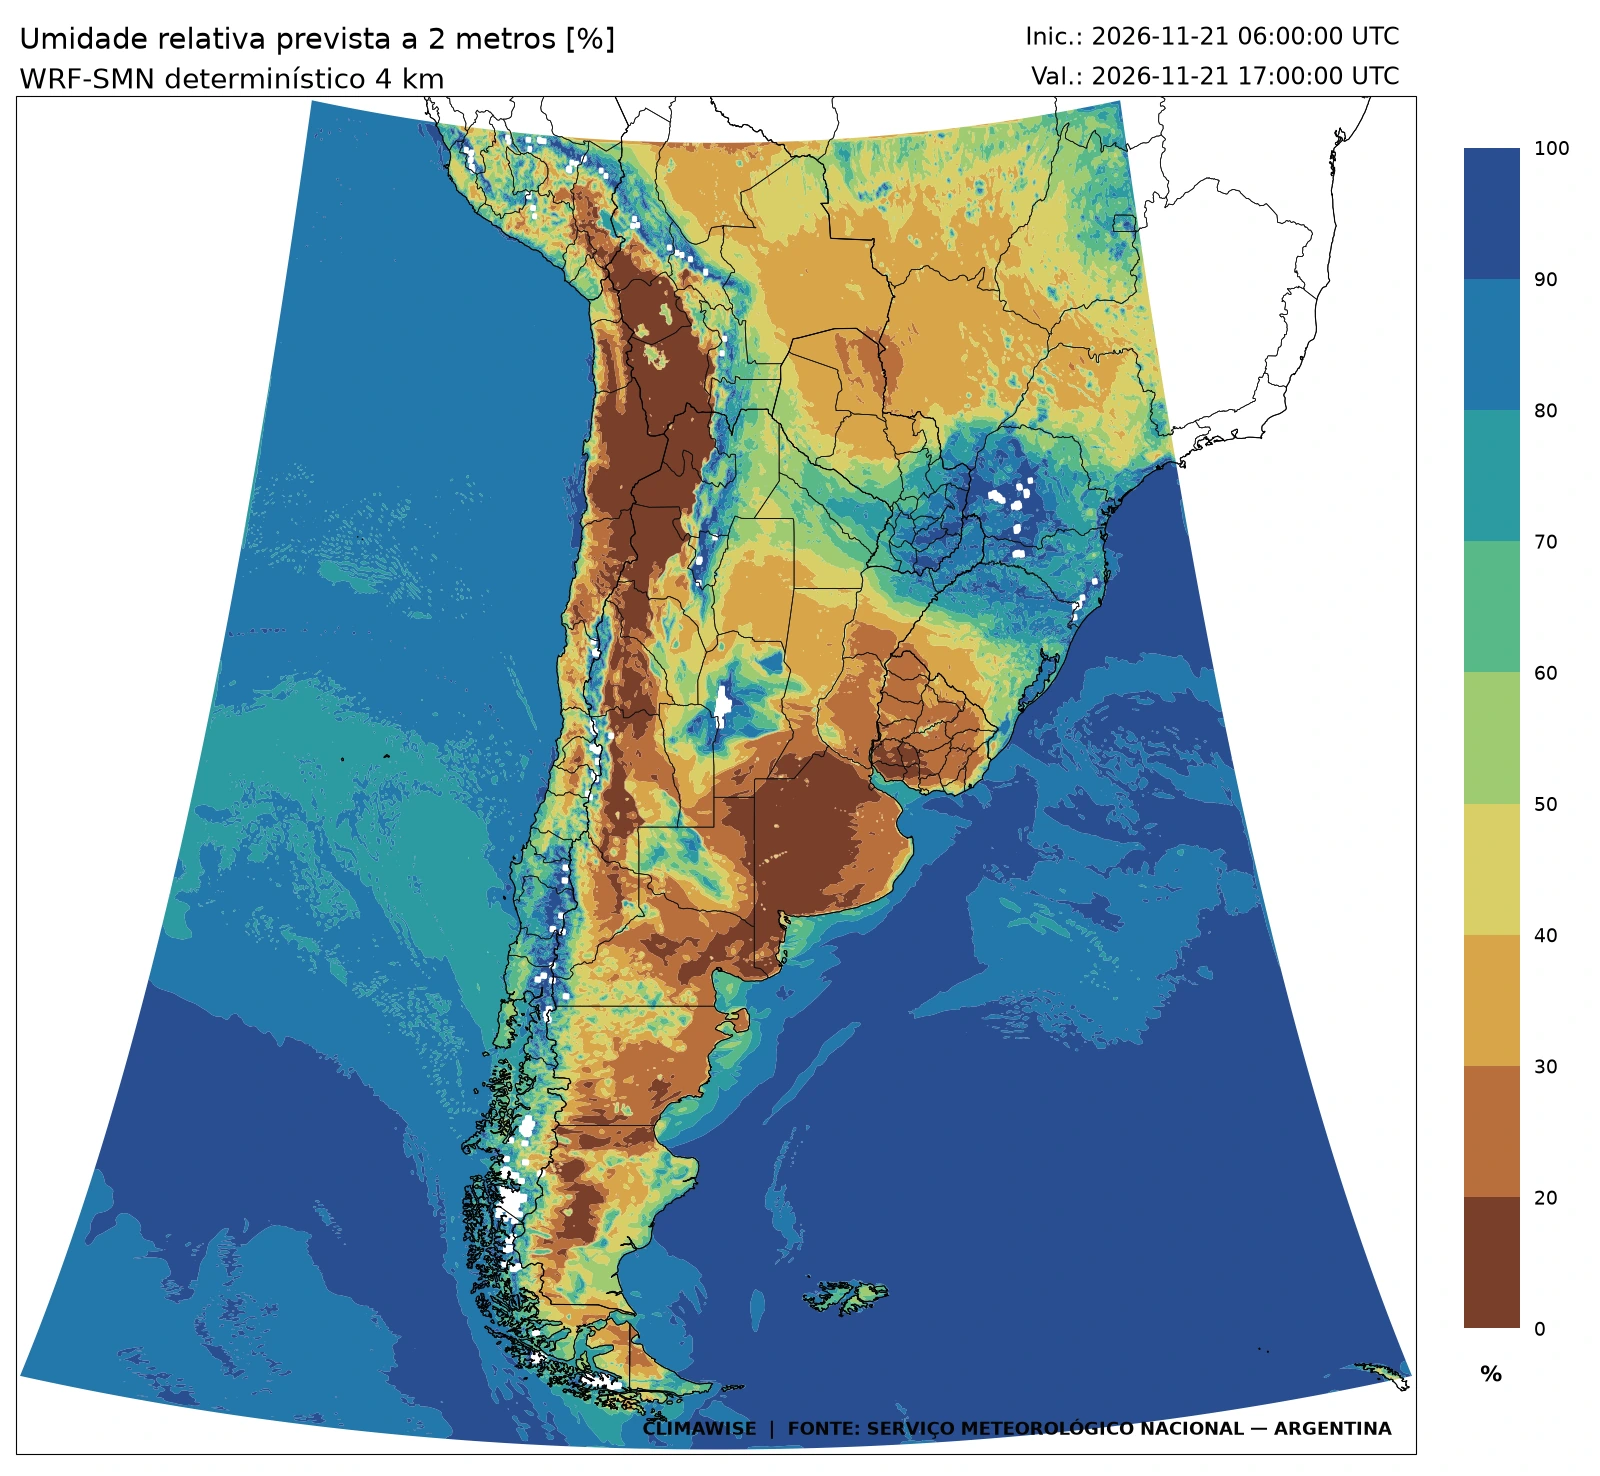 Umidade relativa prevista a 2 metros [%]
WRF-SMN determinístico 4 km
Inic.: 2026-11-21 06:00:00 UTC
Val.: 2026-11-21 17:00:00 UTC
100
90
80
70
60
50
40
30
20
0
%
CLIMAWISE | FONTE: SERVIÇO METEOROLÓGICO NACIONAL — ARGENTINA